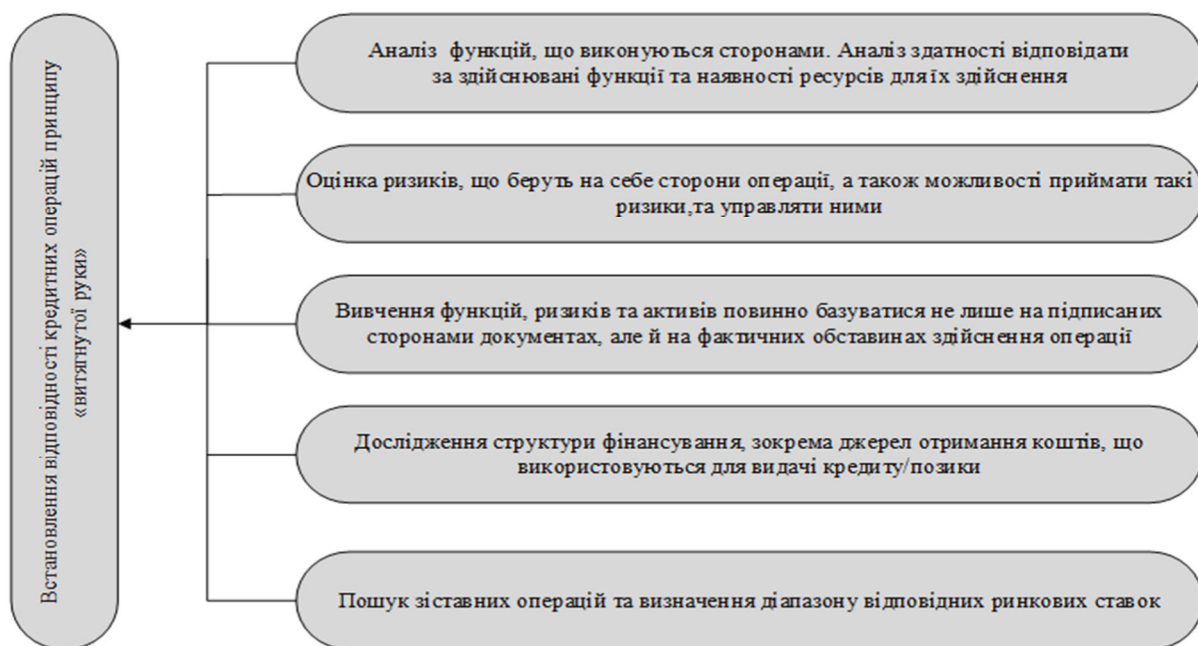 Встановлення відповідності кредитних операцій принципу
«витягнутої руки»
Аналіз функцій, що виконуються сторонами. Аналіз здатності відповідати
за здійснювані функції та наявності ресурсів для їх здійснення
Оцінка ризиків, що беруть на себе сторони операції, а також можливості приймати такі
ризики,та управляти ними
Вивчення функцій, ризиків та активів повинно базуватися не лише на підписаних
сторонами документах, але й на фактичних обставинах здійснення операції
Дослідження структури фінансування, зокрема джерел отримання коштів, що
використовуються для видачі кредиту/позики
Пошук зіставних операцій та визначення діапазону відповідних ринкових ставок